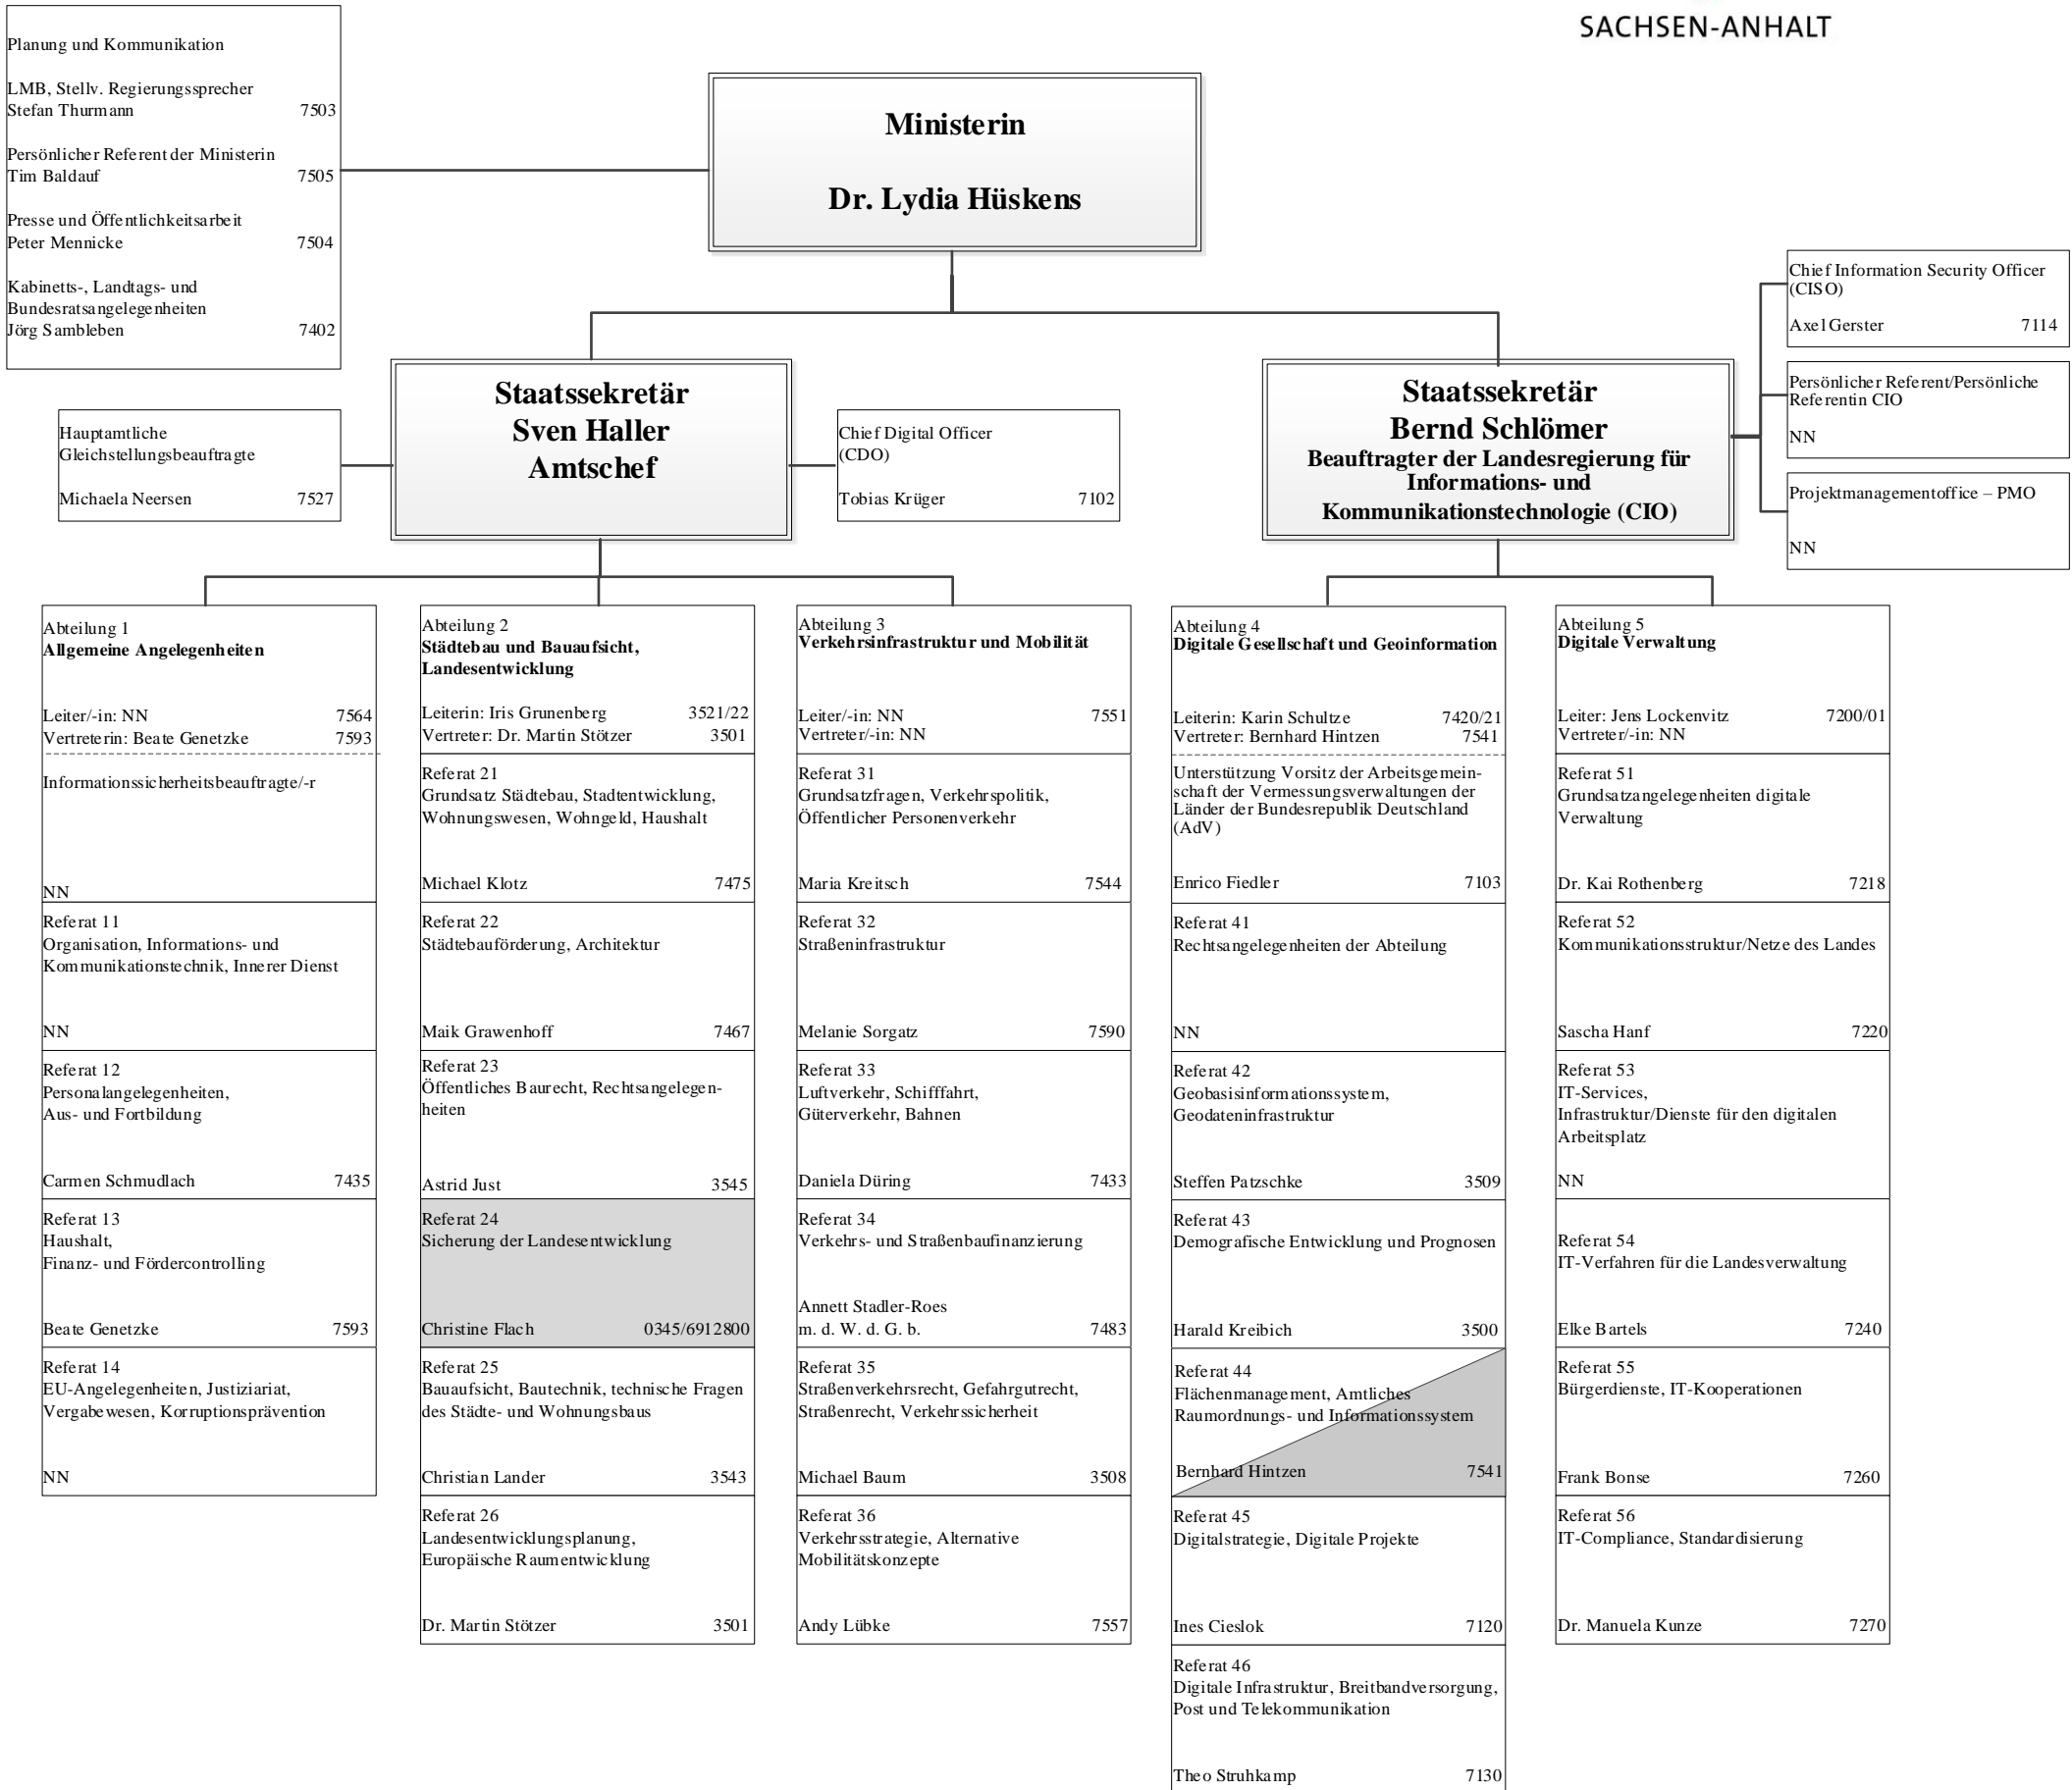 SACHSEN-ANHALT
Planung und Kommunikation
LMB, Stellv. Regierungssprecher
Stefan Thurmann 7503
Persönlicher Referent der Ministerin
Tim Baldauf 7505
Presse und Öffentlichkeitsarbeit
Peter Mennicke 7504
Kabinetts-, Landtags- und
Bundesratsangelegenheiten
Jörg Sambleben 7402
Ministerin
Dr. Lydia Hüskens
Hauptamtliche
Gleichstellungsbeauftragte
Michaela Neersen 7527
Staatssekretär
Sven Haller
Amtschef
Chief Digital Officer
(CDO)
Tobias Krüger 7102
Staatssekretär
Bernd Schlömer
Beauftragter der Landesregierung für
Informations- und
Kommunikationstechnologie (CIO)
Chief Information Security Officer
(CISO)
Axel Gerster 7114
Persönlicher Referent/Persönliche
Referentin CIO
NN
Projektmanagementoffice – PMO
NN
Abteilung 1
Allgemeine Angelegenheiten
Leiter/-in: NN 7564
Vertreterin: Beate Genetzke 7593
Informationssicherheitsbeauftragte/-r
NN
Referat 11
Organisation, Informations- und
Kommunikationstechnik, Innerer Dienst
NN
Referat 12
Personalangelegenheiten,
Aus- und Fortbildung
Carmen Schmudlach 7435
Referat 13
Haushalt,
Finanz- und Fördercontrolling
Beate Genetzke 7593
Referat 14
EU-Angelegenheiten, Justiziariat,
Vergabewesen, Korruptionsprävention
NN
Abteilung 2
Städtebau und Bauaufsicht,
Landesentwicklung
Leiterin: Iris Grunenberg 3521/22
Vertreter: Dr. Martin Stötzer 3501
Referat 21
Grundsatz Städtebau, Stadtentwicklung,
Wohnungswesen, Wohngeld, Haushalt
Michael Klotz 7475
Referat 22
Städtebauförderung, Architektur
Maik Grawenhoff 7467
Referat 23
Öffentliches Baurecht, Rechtsangelegen-
heiten
Astrid Just 3545
Referat 24
Sicherung der Landesentwicklung
Christine Flach 0345/6912800
Referat 25
Bauaufsicht, Bautechnik, technische Fragen
des Städte- und Wohnungsbaus
Christian Lander 3543
Referat 26
Landesentwicklungsplanung,
Europäische Raumentwicklung
Dr. Martin Stötzer 3501
Abteilung 3
Verkehrsinfrastruktur und Mobilität
Leiter/-in: NN 7551
Vertreter/-in: NN
Referat 31
Grundsatzfragen, Verkehrspolitik,
Öffentlicher Personenverkehr
Maria Kreitsch 7544
Referat 32
Straßeninfrastruktur
Melanie Sorgatz 7590
Referat 33
Luftverkehr, Schifffahrt,
Güterverkehr, Bahnen
Daniela Düring 7433
Referat 34
Verkehrs- und Straßenbaufinanzierung
Annett Stadler-Roes
m. d. W. d. G. b. 7483
Referat 35
Straßenverkehrsrecht, Gefahrgutrecht,
Straßenrecht, Verkehrssicherheit
Michael Baum 3508
Referat 36
Verkehrsstrategie, Alternative
Mobilitätskonzepte
Andy Lübke 7557
Abteilung 4
Digitale Gesellschaft und Geoinformation
Leiterin: Karin Schultze 7420/21
Vertreter: Bernhard Hintzen 7541
Unterstützung Vorsitz der Arbeitsgemein-
schaft der Vermessungsverwaltungen der
Länder der Bundesrepublik Deutschland
(AdV)
Enrico Fiedler 7103
Referat 41
Rechtsangelegenheiten der Abteilung
NN
Referat 42
Geobasisinformationssystem,
Geodateninfrastruktur
Steffen Patzschke 3509
Referat 43
Demografische Entwicklung und Prognosen
Harald Kreibich 3500
Referat 44
Flächenmanagement, Amtliches
Raumordnungs- und Informationssystem
Bernhard Hintzen 7541
Referat 45
Digitalstrategie, Digitale Projekte
Ines Cieslok 7120
Referat 46
Digitale Infrastruktur, Breitbandversorgung,
Post und Telekommunikation
Theo Struhkamp 7130
Abteilung 5
Digitale Verwaltung
Leiter: Jens Lockenvitz 7200/01
Vertreter/-in: NN
Referat 51
Grundsatzangelegenheiten digitale
Verwaltung
Dr. Kai Rothenberg 7218
Referat 52
Kommunikationsstruktur/Netze des Landes
Sascha Hanf 7220
Referat 53
IT-Services,
Infrastruktur/Dienste für den digitalen
Arbeitsplatz
NN
Referat 54
IT-Verfahren für die Landesverwaltung
Elke Bartels 7240
Referat 55
Bürgerdienste, IT-Kooperationen
Frank Bonse 7260
Referat 56
IT-Compliance, Standardisierung
Dr. Manuela Kunze 7270